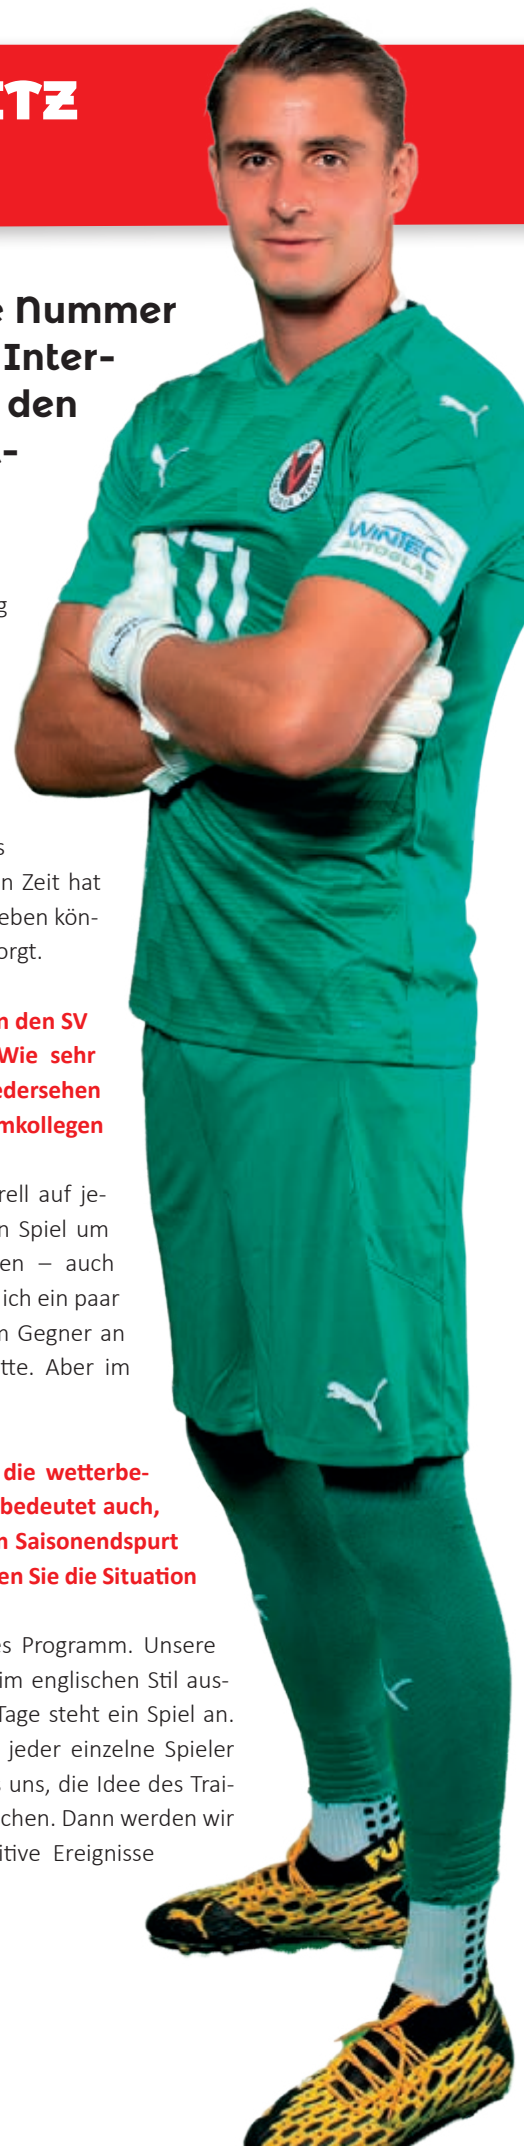 ETZ
e Nummer
Inter-
den
-
g
WINTEC
AUTOGLAS
s
n Zeit hat
eben kön-
orgt.
n den SV
Wie sehr
edersehen
mkollegen
rell auf je-
n Spiel um
en – auch
ich ein paar
n Gegner an
tte. Aber im
die wetterbe-
bedeutet auch,
n Saisonendspurt
en Sie die Situation
es Programm. Unsere
im englischen Stil aus-
Tage steht ein Spiel an.
jeder einzelne Spieler
s uns, die Idee des Trai-
chen. Dann werden wir
itive Ereignisse